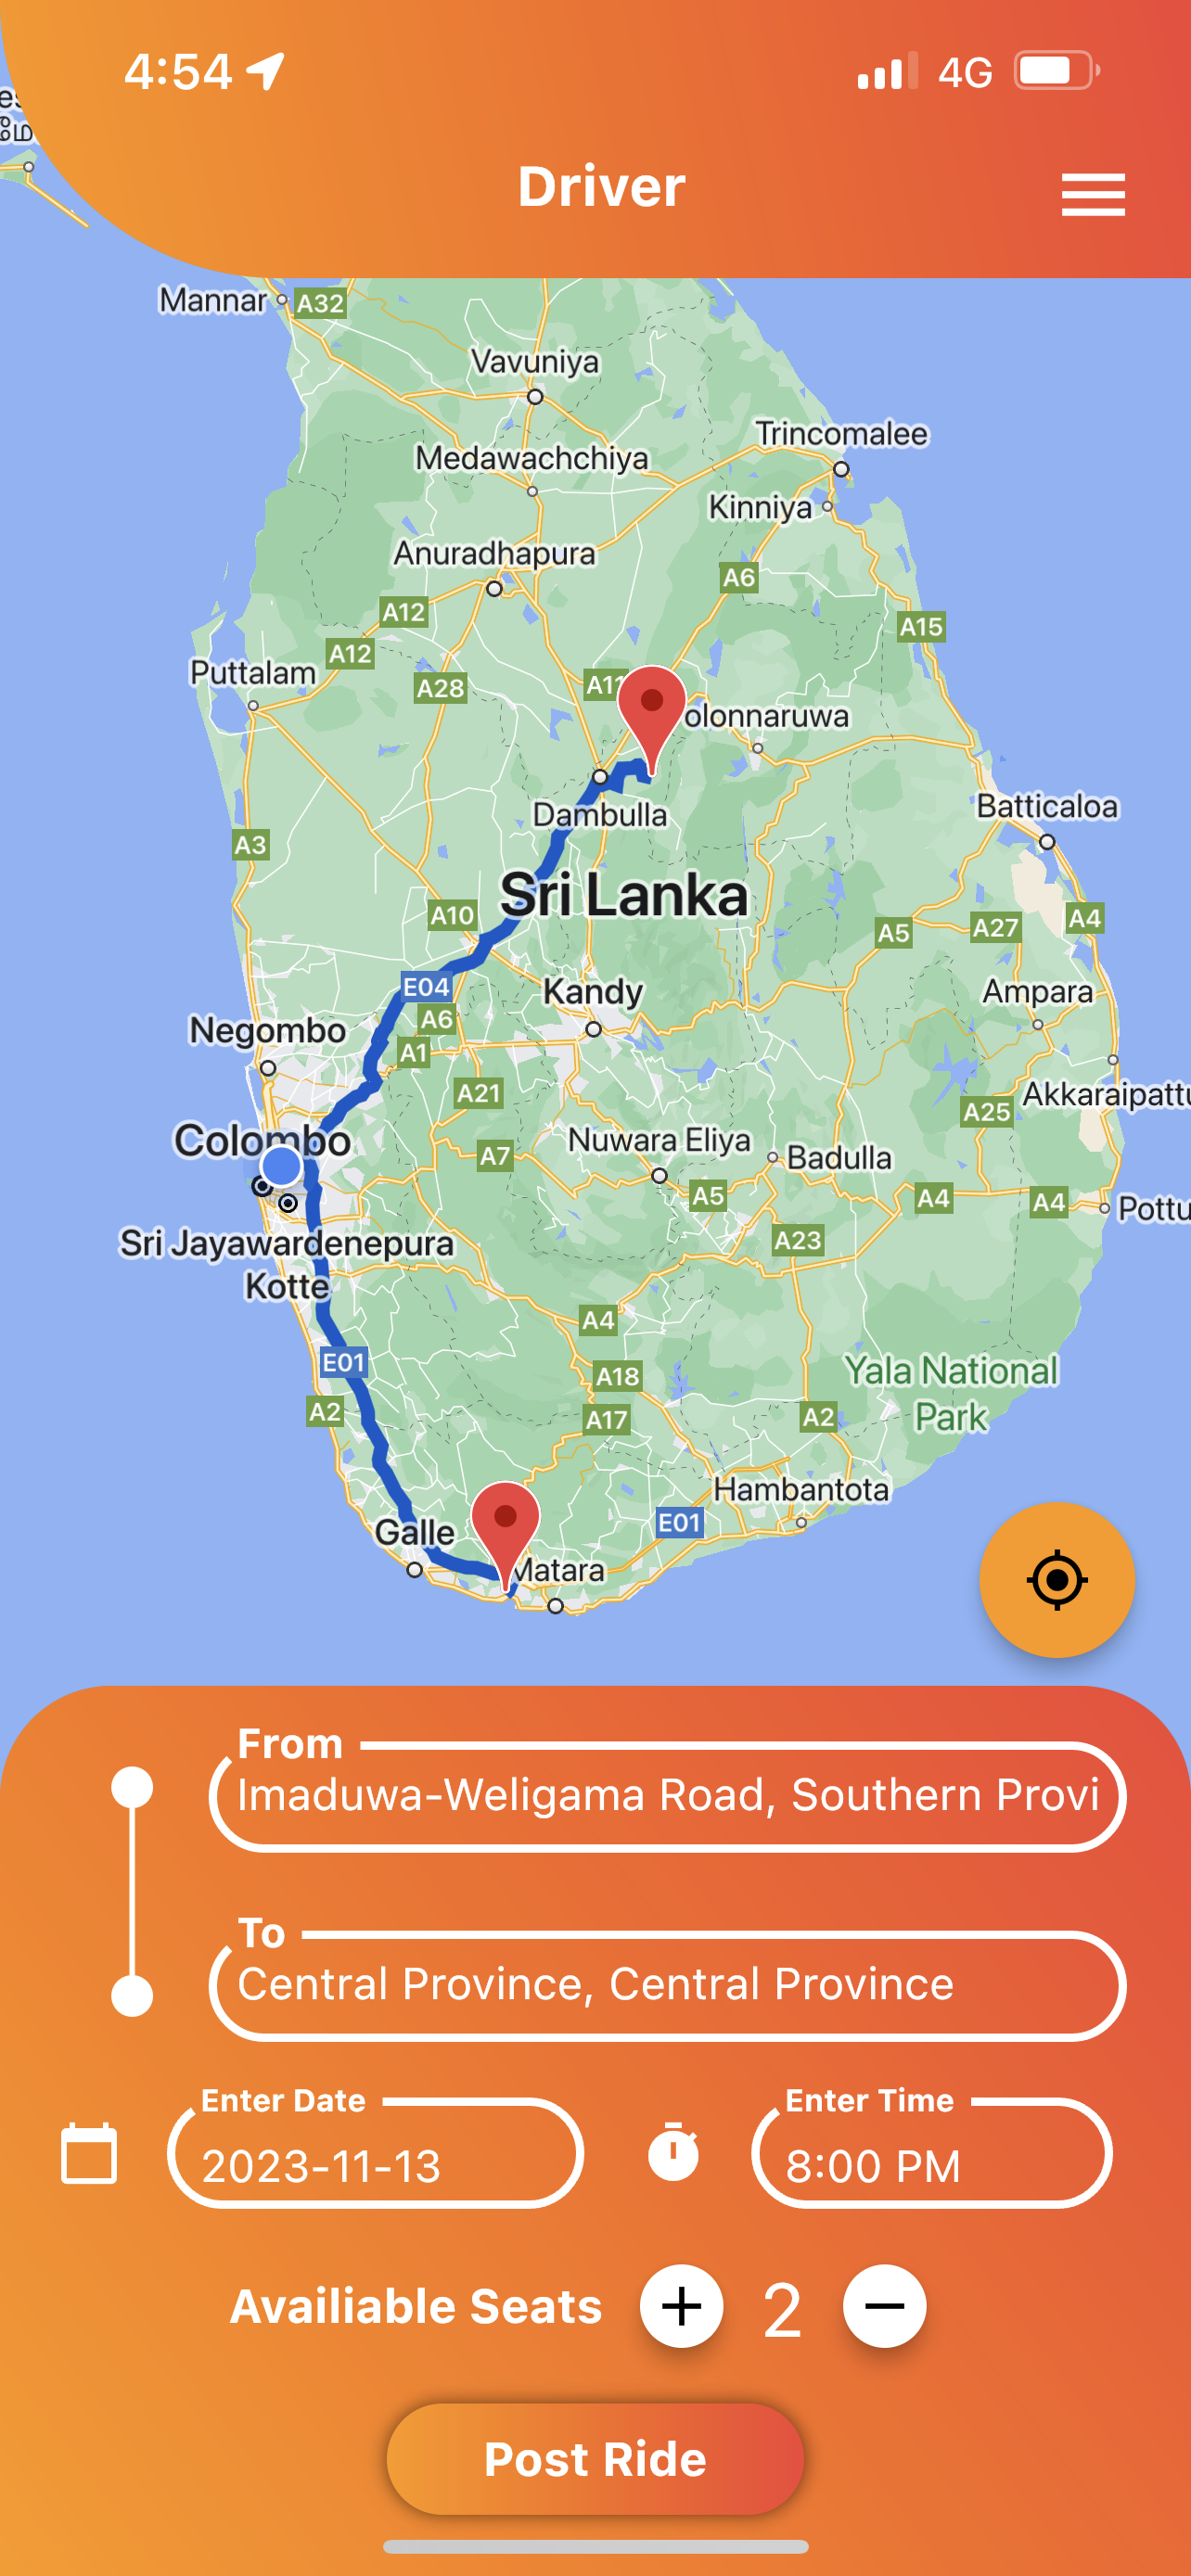 4:54
4G
Driver
Mannar
A32
Vavuniya
Trincomalee
Medawachchiya
Kinniya
Anuradhapura
A6
A12
A15
A12
Puttalam
A28
A11
olonnaruwa
Batticaloa
Dambulla
A3
Sri Lanka
A10
A5
A27
A4
E04
Kandy
Ampara
A6
Negombo
A1
A21
Akkaraipattu
A25
Colombo
Nuwara Eliya
A7
Badulla
A5
A4
A4
Pottu
Sri Jayawardenepura
Kotte
A23
A4
E01
A18
Yala National
Park
A2
A17
A2
Hambantota
Galle
E01
Matara
From
Imaduwa-Weligama Road, Southern Provi
To
Central Province, Central Province
Enter Date
2023-11-13
Enter Time
8:00 PM
Availiable Seats
+ 2 −
Post Ride